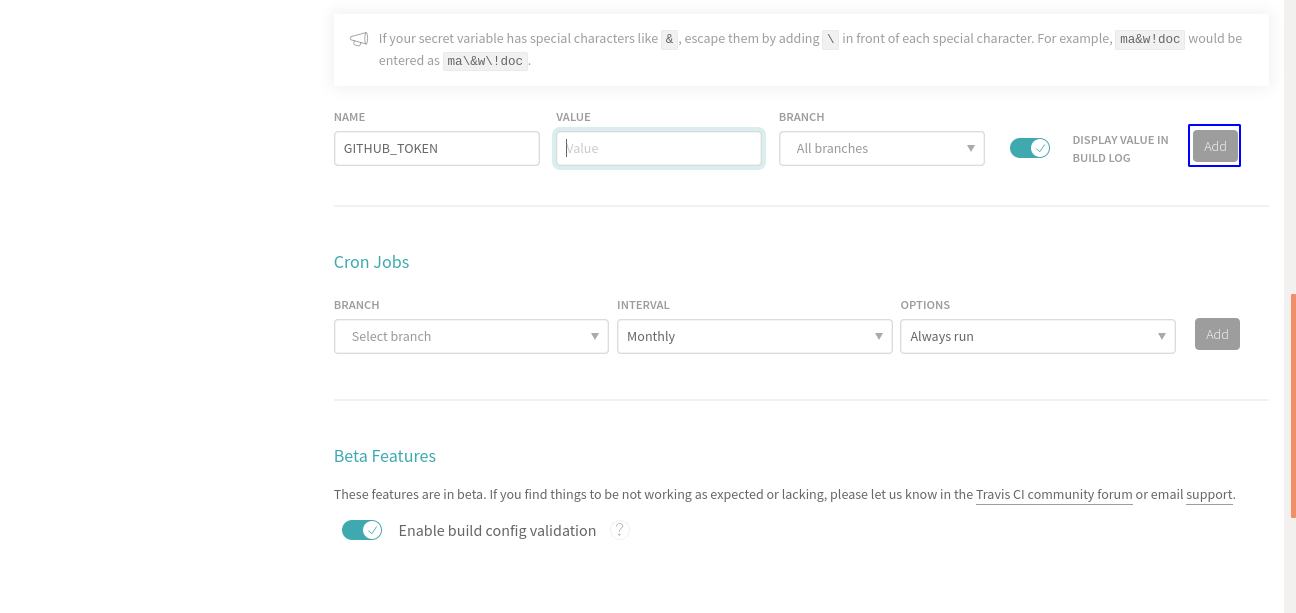 If your secret variable has special characters like & , escape them by adding \ in front of each special character. For example, ma&w!doc would be
entered as ma\&w\!doc .
NAME VALUE BRANCH
GITHUB_TOKEN Value All branches DISPLAY VALUE IN BUILD LOG Add
Cron Jobs
BRANCH INTERVAL OPTIONS
Select branch Monthly Always run Add
Beta Features
These features are in beta. If you find things to be not working as expected or lacking, please let us know in the Travis CI community forum or email support.
Enable build config validation ?